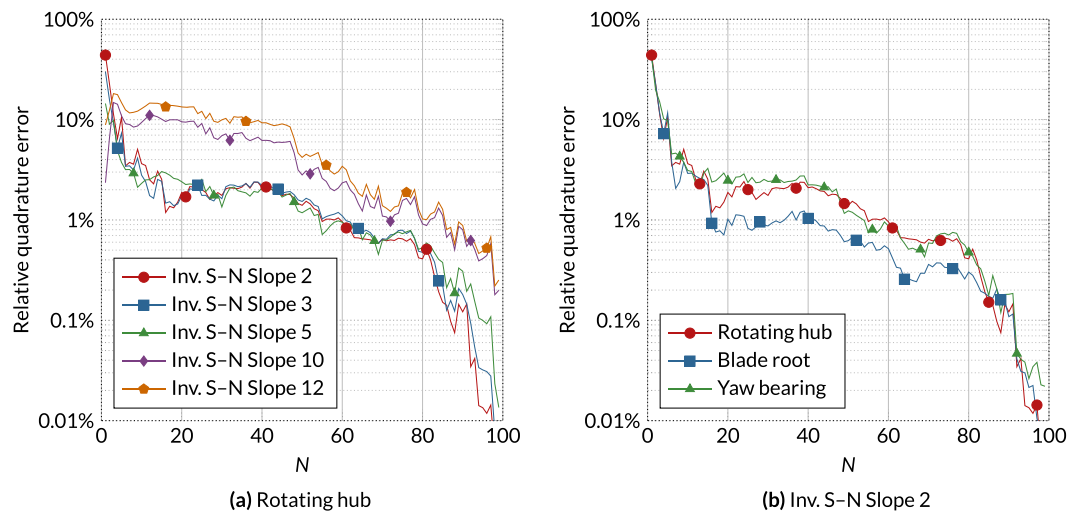 100%
10%
1%
0.1%
0.01%
Relative quadrature error
Inv. S–N Slope 2
Inv. S–N Slope 3
Inv. S–N Slope 5
Inv. S–N Slope 10
Inv. S–N Slope 12
0 20 40 60 80 100
N
(a) Rotating hub
100%
10%
1%
0.1%
0.01%
Relative quadrature error
Rotating hub
Blade root
Yaw bearing
0 20 40 60 80 100
N
(b) Inv. S–N Slope 2